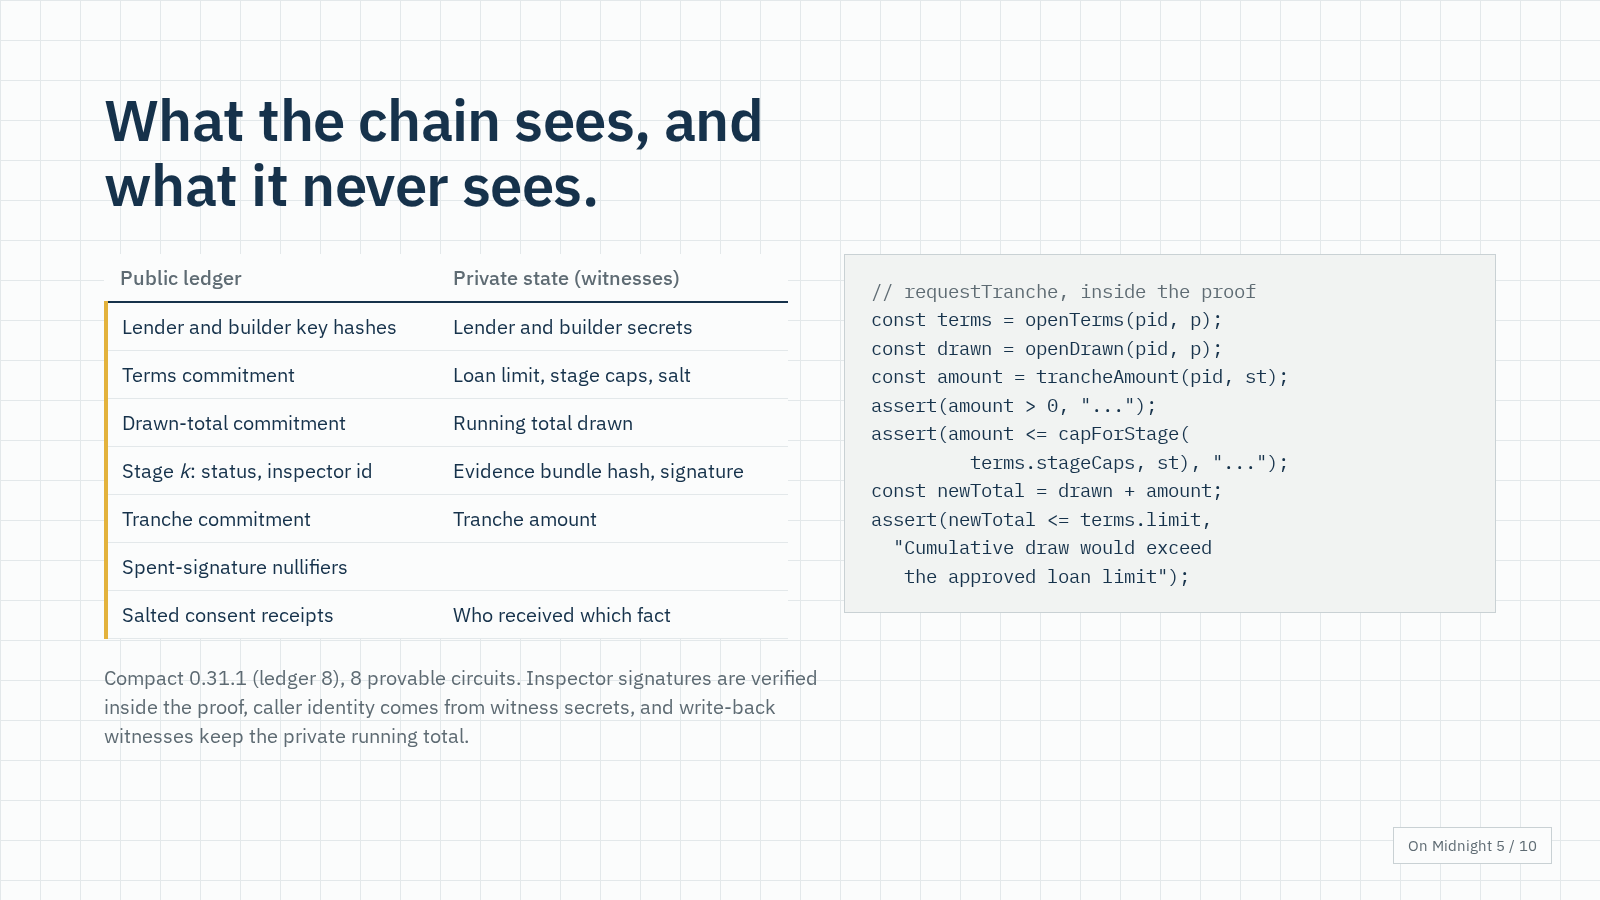 What the chain sees, and
what it never sees.
Public ledger Private state (witnesses)
Lender and builder key hashes Lender and builder secrets
Terms commitment Loan limit, stage caps, salt
Drawn-total commitment Running total drawn
Stage k: status, inspector id Evidence bundle hash, signature
Tranche commitment Tranche amount
Spent-signature nullifiers
Salted consent receipts Who received which fact
Compact 0.31.1 (ledger 8), 8 provable circuits. Inspector signatures are verified
inside the proof, caller identity comes from witness secrets, and write-back
witnesses keep the private running total.
// requestTranche, inside the proof
const terms = openTerms(pid, p);
const drawn = openDrawn(pid, p);
const amount = trancheAmount(pid, st);
assert(amount > 0, "...");
assert(amount <= capForStage(
terms.stageCaps, st), "...");
const newTotal = drawn + amount;
assert(newTotal <= terms.limit,
"Cumulative draw would exceed
the approved loan limit");
On Midnight 5 / 10